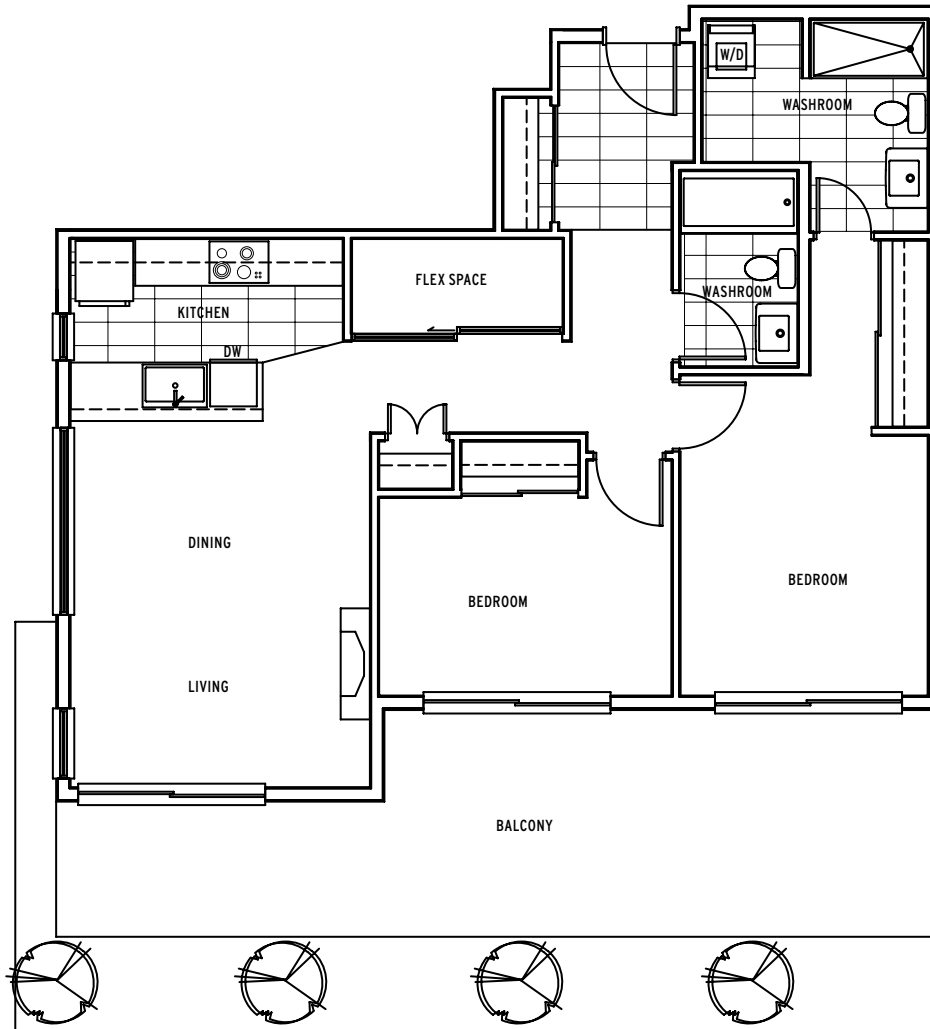 W/D
WASHROOM
FLEX SPACE
WASHROOM
KITCHEN
DW
DINING
BEDROOM
BEDROOM
LIVING
BALCONY